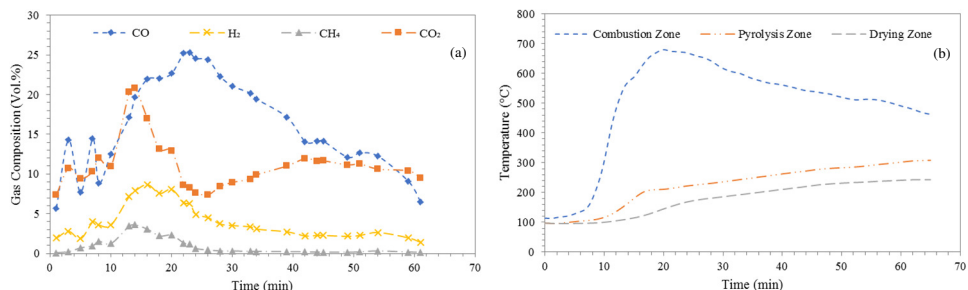 Gas Composition (Vol.%)
30
25
20
15
10
5
0
CO
H₂
CH₄
CO₂
(a)
0 10 20 30 40 50 60 70
Time (min)
Temperature (°C)
800
700
600
500
400
300
200
100
0
Combustion Zone
Pyrolysis Zone
Drying Zone
(b)
0 10 20 30 40 50 60 70
Time (min)